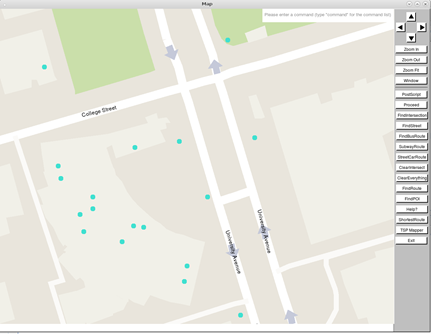 Map
Please enter a command (type "command" for the command list)
Zoom In
Zoom Out
Zoom Fit
Window
PostScript
Proceed
FindIntersection
FindStreet
FindBusRoute
SubwayRoute
StreetCarRoute
ClearIntersect
ClearEverything
FindRoute
FindPOI
Help?
ShortestRoute
TSP Mapper
Exit
College Street
University Avenue
University Avenue